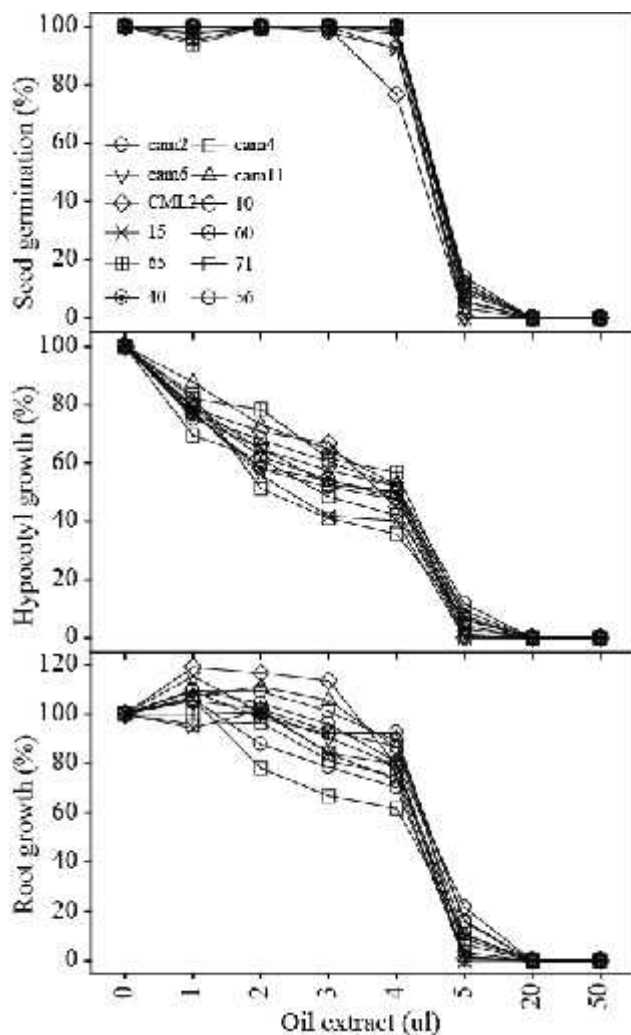 100
80
60
40
20
0
Seed germination (%)
cam2 cam4
cam6 cam11
CML2 10
15 60
65 71
40 56
100
80
60
40
20
0
Hypocotyl growth (%)
120
100
80
60
40
20
0
Root growth (%)
0 1 2 3 4 5 20 50
Oil extract (ul)